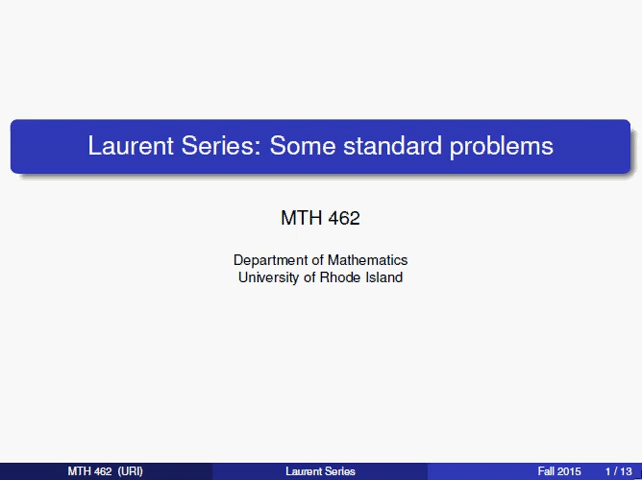 Laurent Series: Some standard problems
MTH 462
Department of Mathematics
University of Rhode Island
MTH 462 (URI) Laurent Series Fall 2015 1 / 13